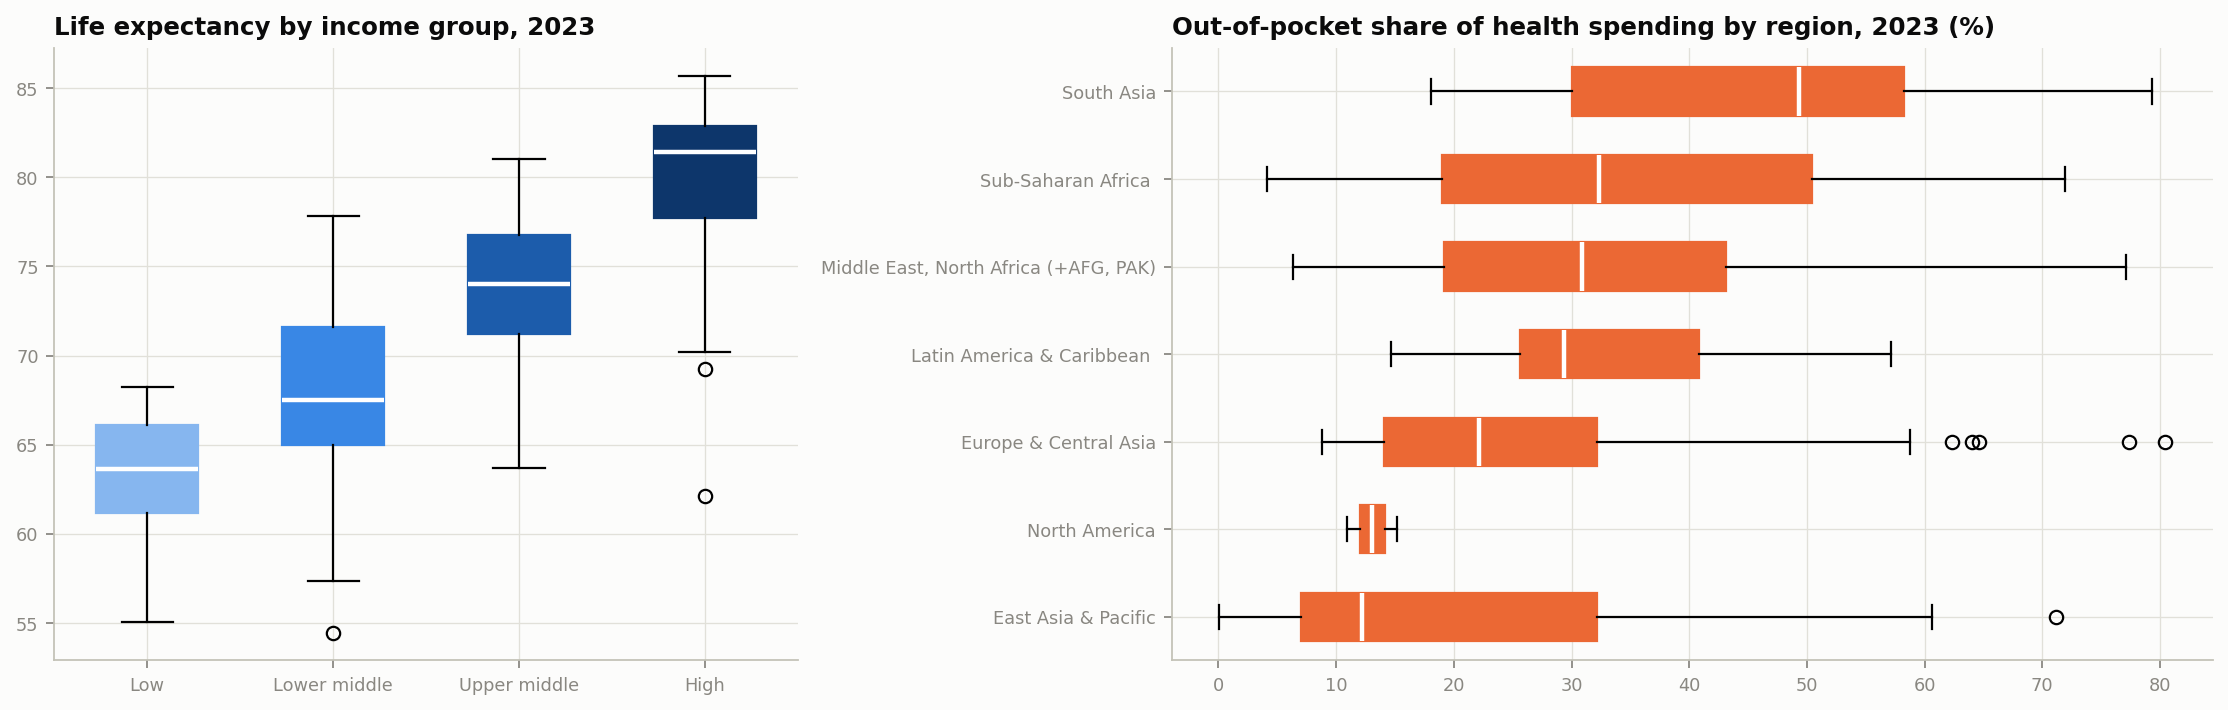 Life expectancy by income group, 2023
85
80
75
70
65
60
55
Low
Lower middle
Upper middle
High
Out-of-pocket share of health spending by region, 2023 (%)
South Asia
Sub-Saharan Africa
Middle East, North Africa (+AFG, PAK)
Latin America & Caribbean
Europe & Central Asia
North America
East Asia & Pacific
0
10
20
30
40
50
60
70
80